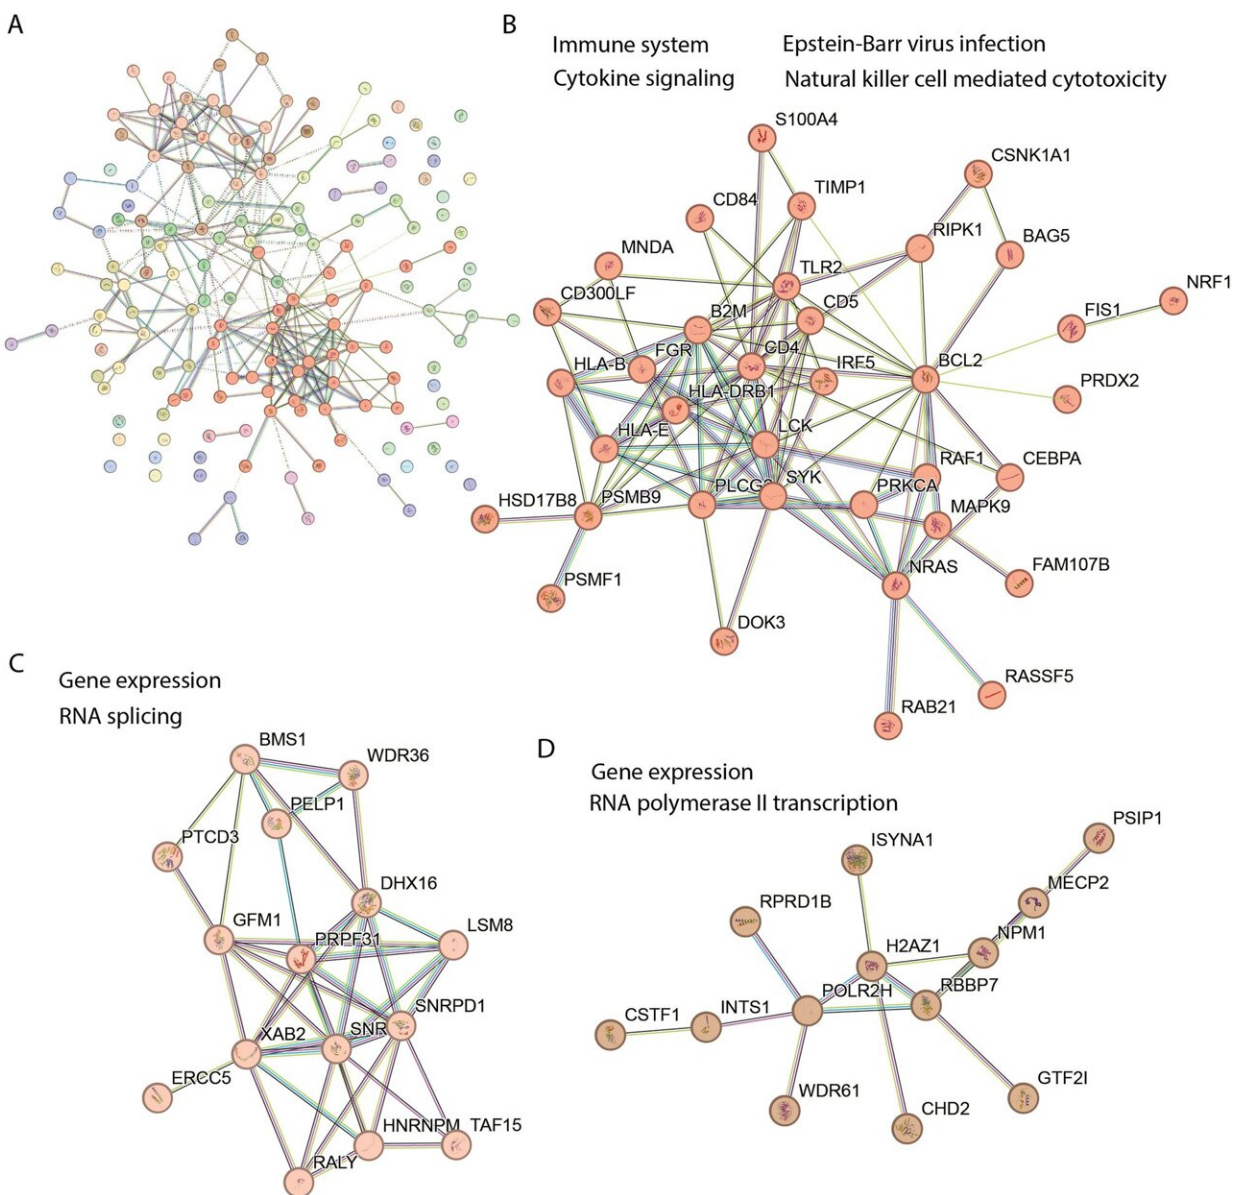 A
B
Immune system
Epstein-Barr virus infection
Cytokine signaling
Natural killer cell mediated cytotoxicity
S100A4
CSNK1A1
TIMP1
CD84
RIPK1
BAG5
MNDA
TLR2
NRF1
CD300LF
CD5
FIS1
B2M
FGR
CD4
IRF5
BCL2
HLA-B
HLA-DRB1
PRDX2
HLA-E
LCK
RAF1
CEBPA
HSD17B8
PSMB9
PLCG2
SYK
PRKCA
MAPK9
PSMF1
NRAS
FAM107B
DOK3
RASSF5
RAB21
C
Gene expression
RNA splicing
BMS1
WDR36
PELP1
PTCD3
DHX16
GFM1
PRPF31
LSM8
SNRPD1
XAB2
SNR
ERCC5
HNRNPM
TAF15
RALY
D
Gene expression
RNA polymerase II transcription
PSIP1
ISYNA1
MECP2
RPRD1B
NPM1
H2AZ1
POLR2H
RBBP7
CSTF1
INTS1
WDR61
GTF2I
CHD2